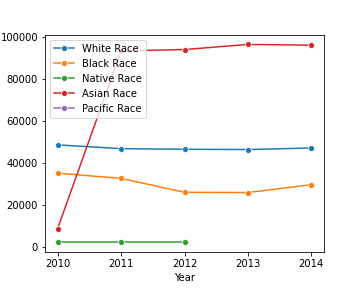 100000
80000
60000
40000
20000
0
White Race
Black Race
Native Race
Asian Race
Pacific Race
2010 2011 2012 2013 2014
Year